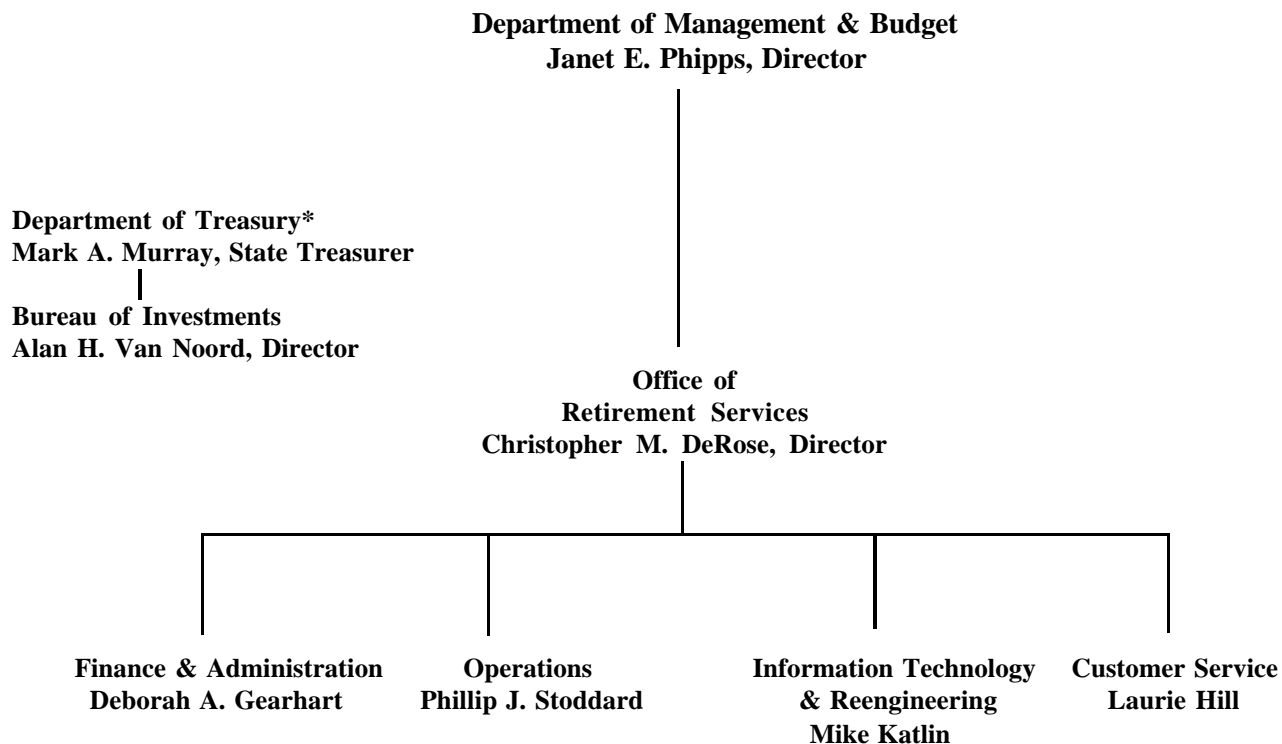 Department of Management & Budget
Janet E. Phipps, Director
Department of Treasury*
Mark A. Murray, State Treasurer
Bureau of Investments
Alan H. Van Noord, Director
Office of
Retirement Services
Christopher M. DeRose, Director
Finance & Administration
Deborah A. Gearhart
Operations
Phillip J. Stoddard
Information Technology
& Reengineering
Mike Katlin
Customer Service
Laurie Hill